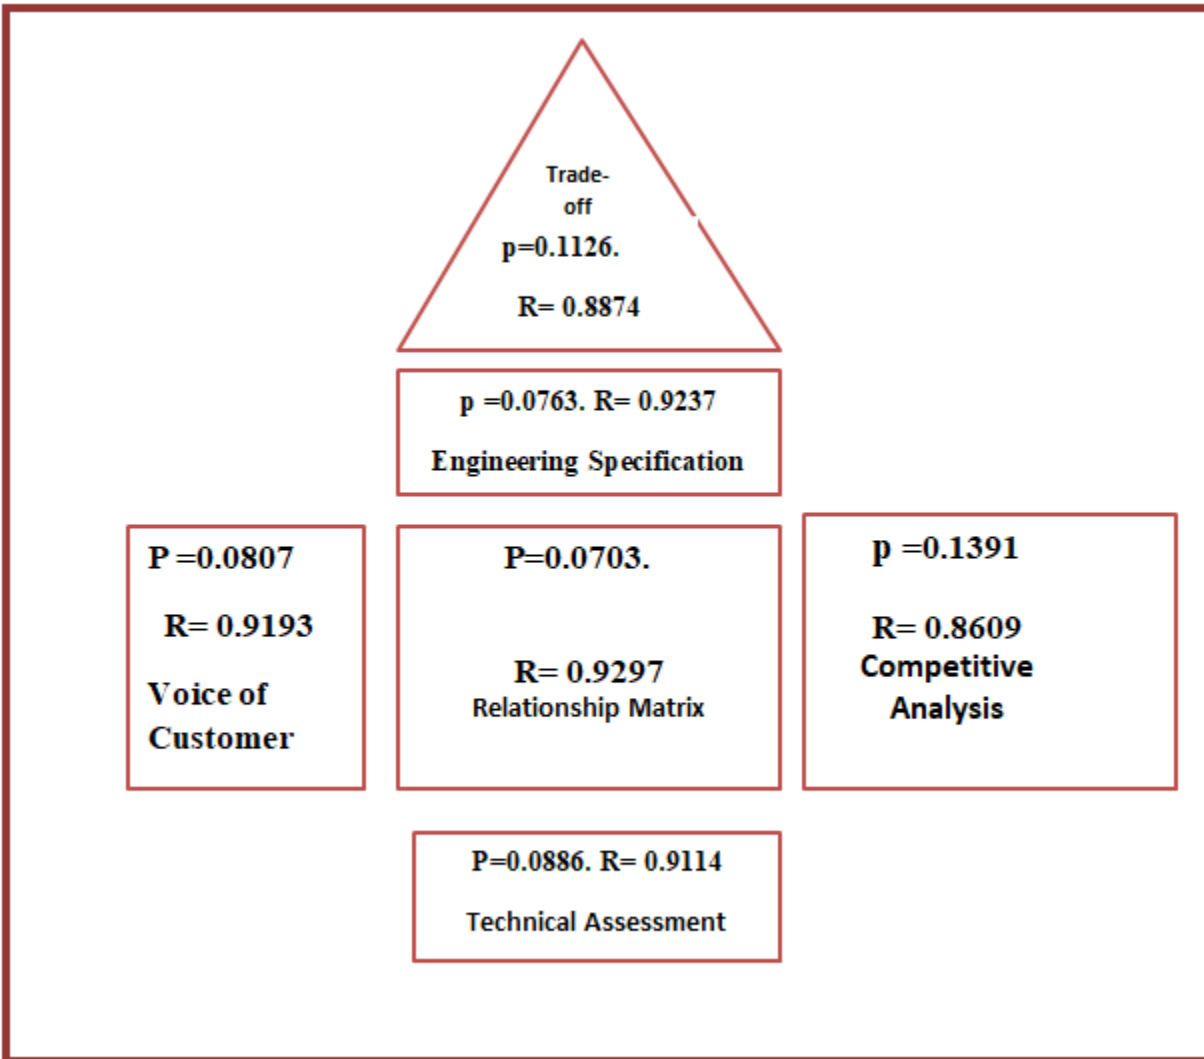 Trade-
off
p=0.1126.
R= 0.8874
p =0.0763. R= 0.9237
Engineering Specification
P =0.0807
R= 0.9193
Voice of
Customer
P=0.0703.
R= 0.9297
Relationship Matrix
p =0.1391
R= 0.8609
Competitive
Analysis
P=0.0886. R= 0.9114
Technical Assessment